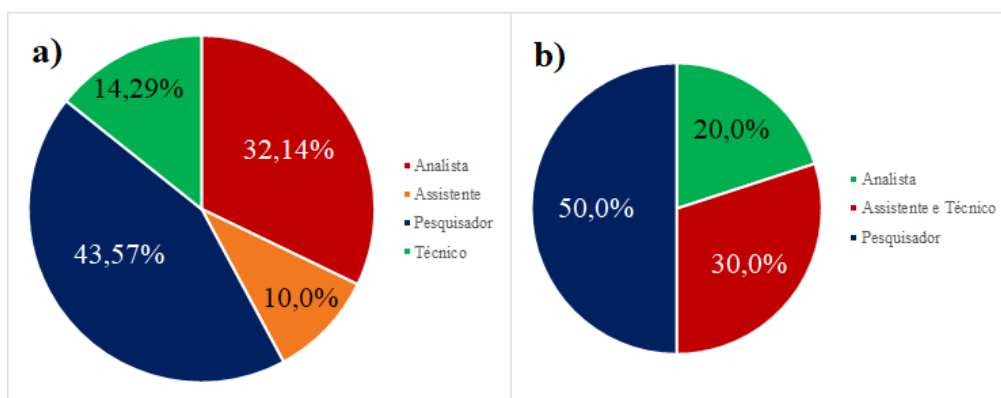 a)
14,29%
32,14%
43,57%
10,0%
Analista
Assistente
Pesquisador
Técnico
b)
20,0%
50,0%
30,0%
Analista
Assistente e Técnico
Pesquisador